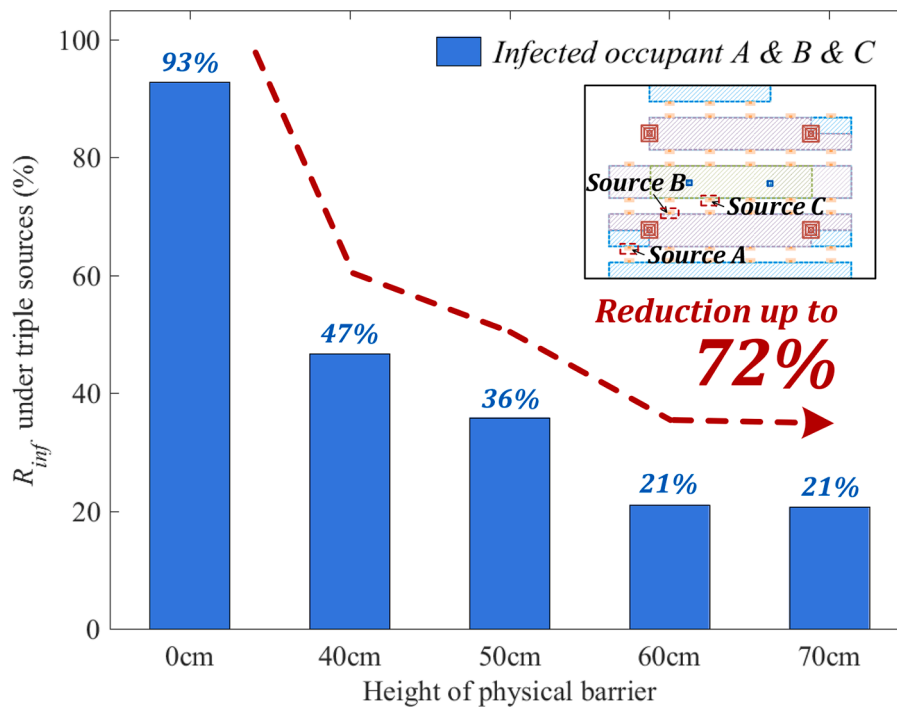 100
80
60
40
20
0
R_inf under triple sources (%)
93%
47%
36%
21%
21%
Infected occupant A & B & C
Source B
Source C
Source A
Reduction up to
72%
0cm
40cm
50cm
60cm
70cm
Height of physical barrier